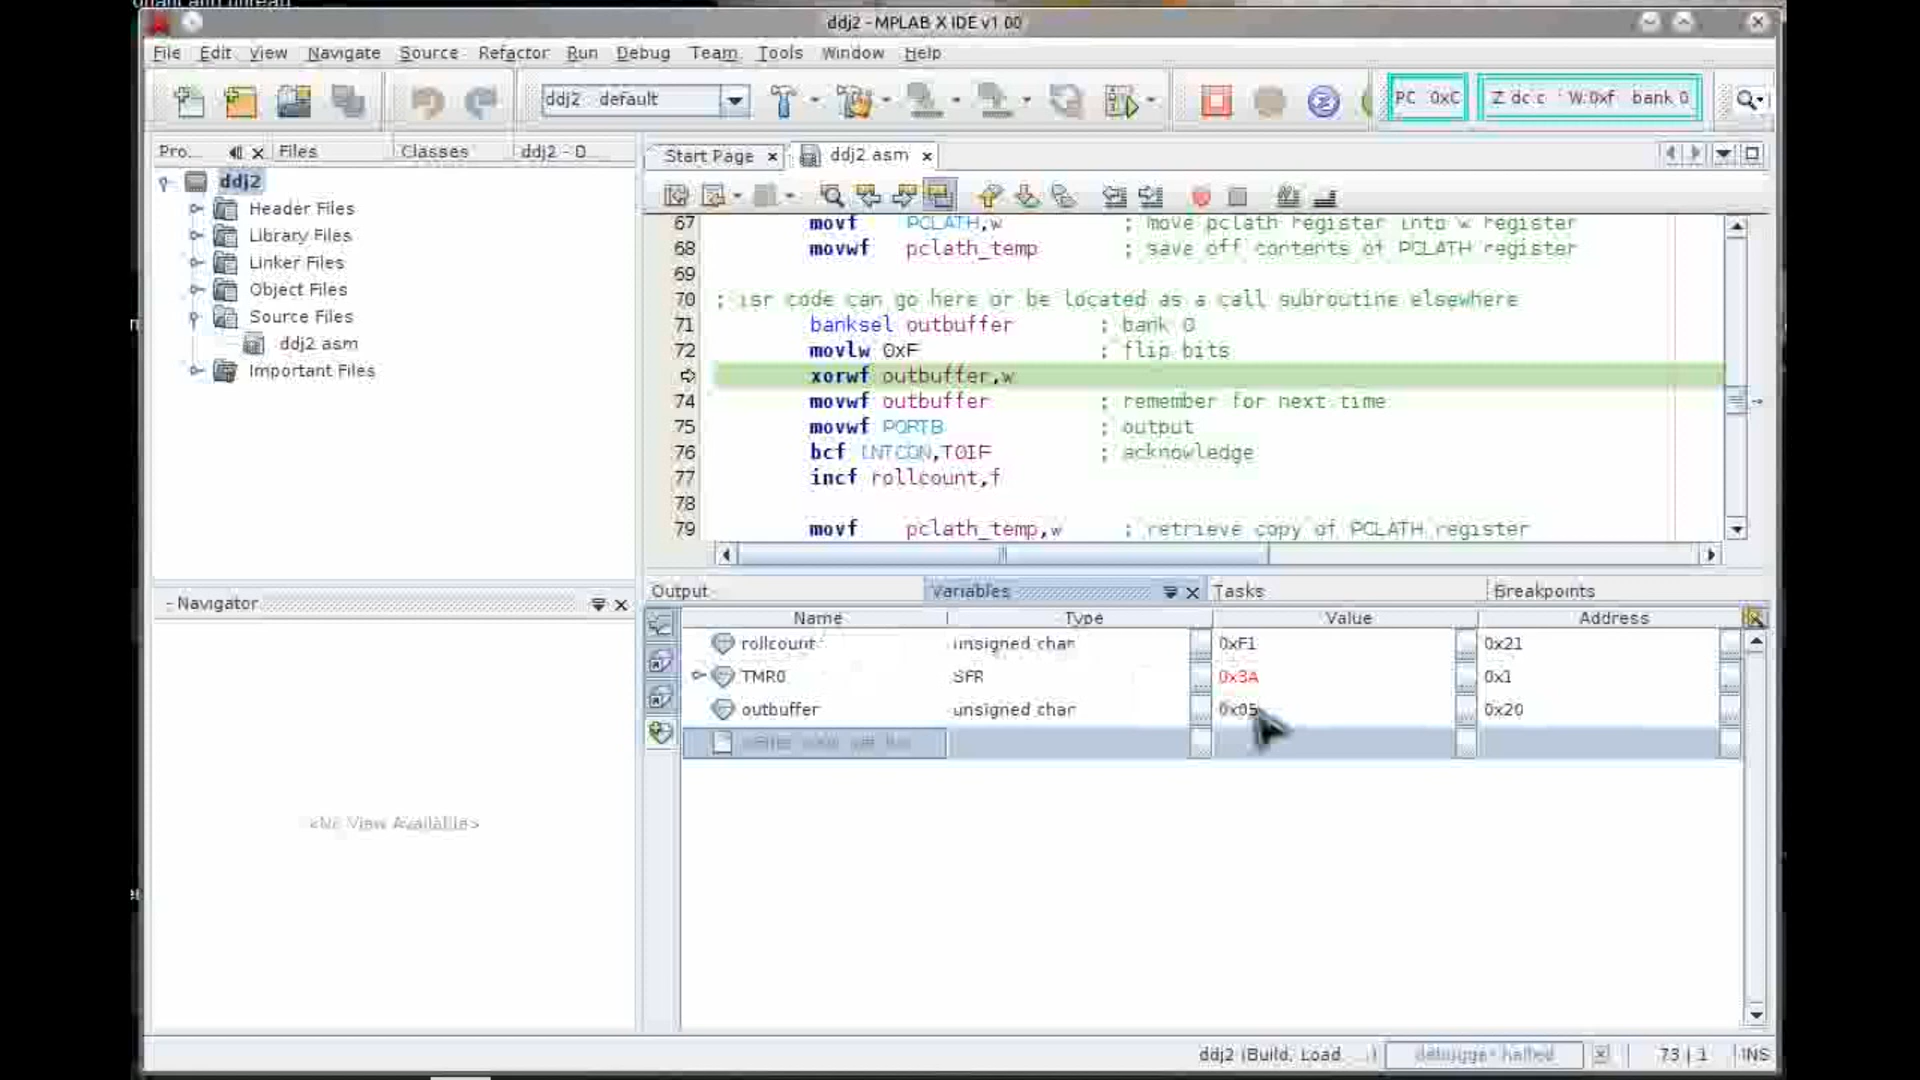 ddj2 - MPLAB X IDE v1.00
File Edit View Navigate Source Refactor Run Debug Team Tools Window Help
ddj2 default
PC 0xC
Z dc c W:0xf bank 0
Pro... Files Classes ddj2 - D...
Start Page ddj2.asm
ddj2
Header Files
Library Files
Linker Files
Object Files
Source Files
ddj2.asm
Important Files
67 movf PCLATH,w ; move pclath register into w register
68 movwf pclath_temp ; save off contents of PCLATH register
69
70 ; isr code can go here or be located as a call subroutine elsewhere
71 banksel outbuffer ; bank 0
72 movlw 0xF ; flip bits
xorwf outbuffer,w
74 movwf outbuffer ; remember for next time
75 movwf PORTB ; output
76 bcf INTCON,T0IF ; acknowledge
77 incf rollcount,f
78
79 movf pclath_temp,w ; retrieve copy of PCLATH register
- Navigator
<No View Available>
Output Variables Tasks Breakpoints
Name Type Value Address
rollcount unsigned char 0xF1 0x21
TMR0 SFR 0x3A 0x1
outbuffer unsigned char 0x05 0x20
ddj2 (Build, Load, ...) debugger halted 73 | 1 INS